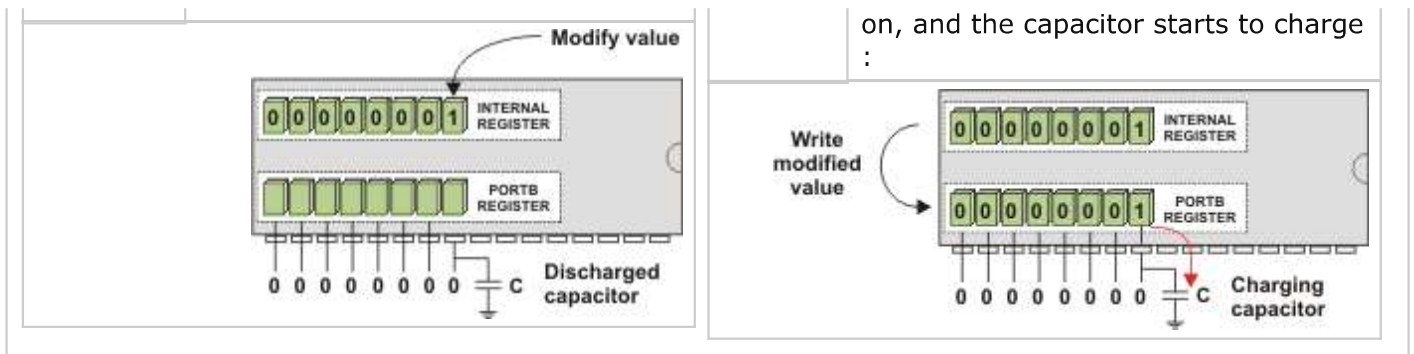 Modify value
0 0 0 0 0 0 0 1
INTERNAL
REGISTER
PORTB
REGISTER
0 0 0 0 0 0 0 0
C
Discharged
capacitor
on, and the capacitor starts to charge
:
Write
modified
value
0 0 0 0 0 0 0 1
INTERNAL
REGISTER
0 0 0 0 0 0 0 1
PORTB
REGISTER
0 0 0 0 0 0 0 0
C
Charging
capacitor